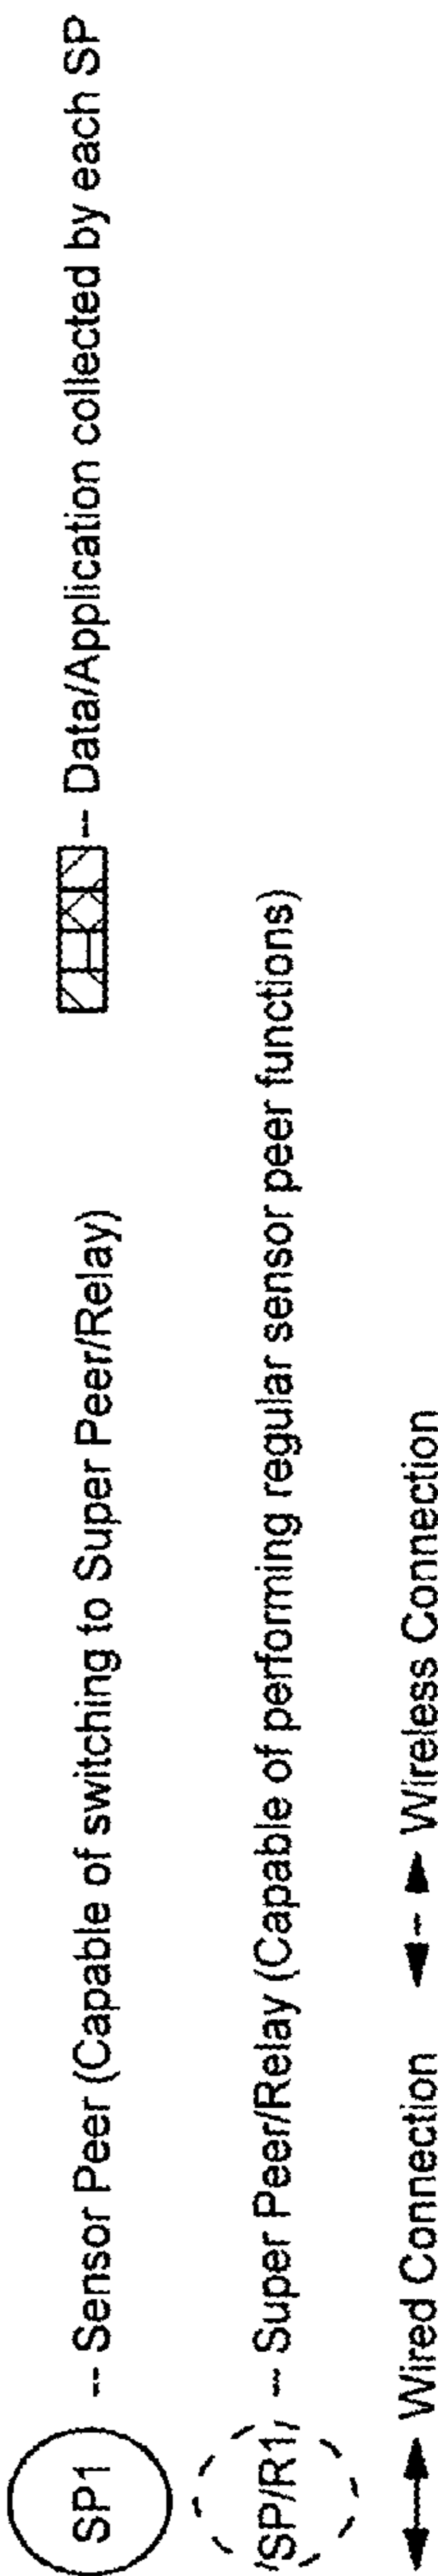 SP1 -- Sensor Peer (Capable of switching to Super Peer/Relay) -- Data/Application collected by each SP
SP/R1 -- Super Peer/Relay (Capable of performing regular sensor peer functions)
Wired Connection Wireless Connection